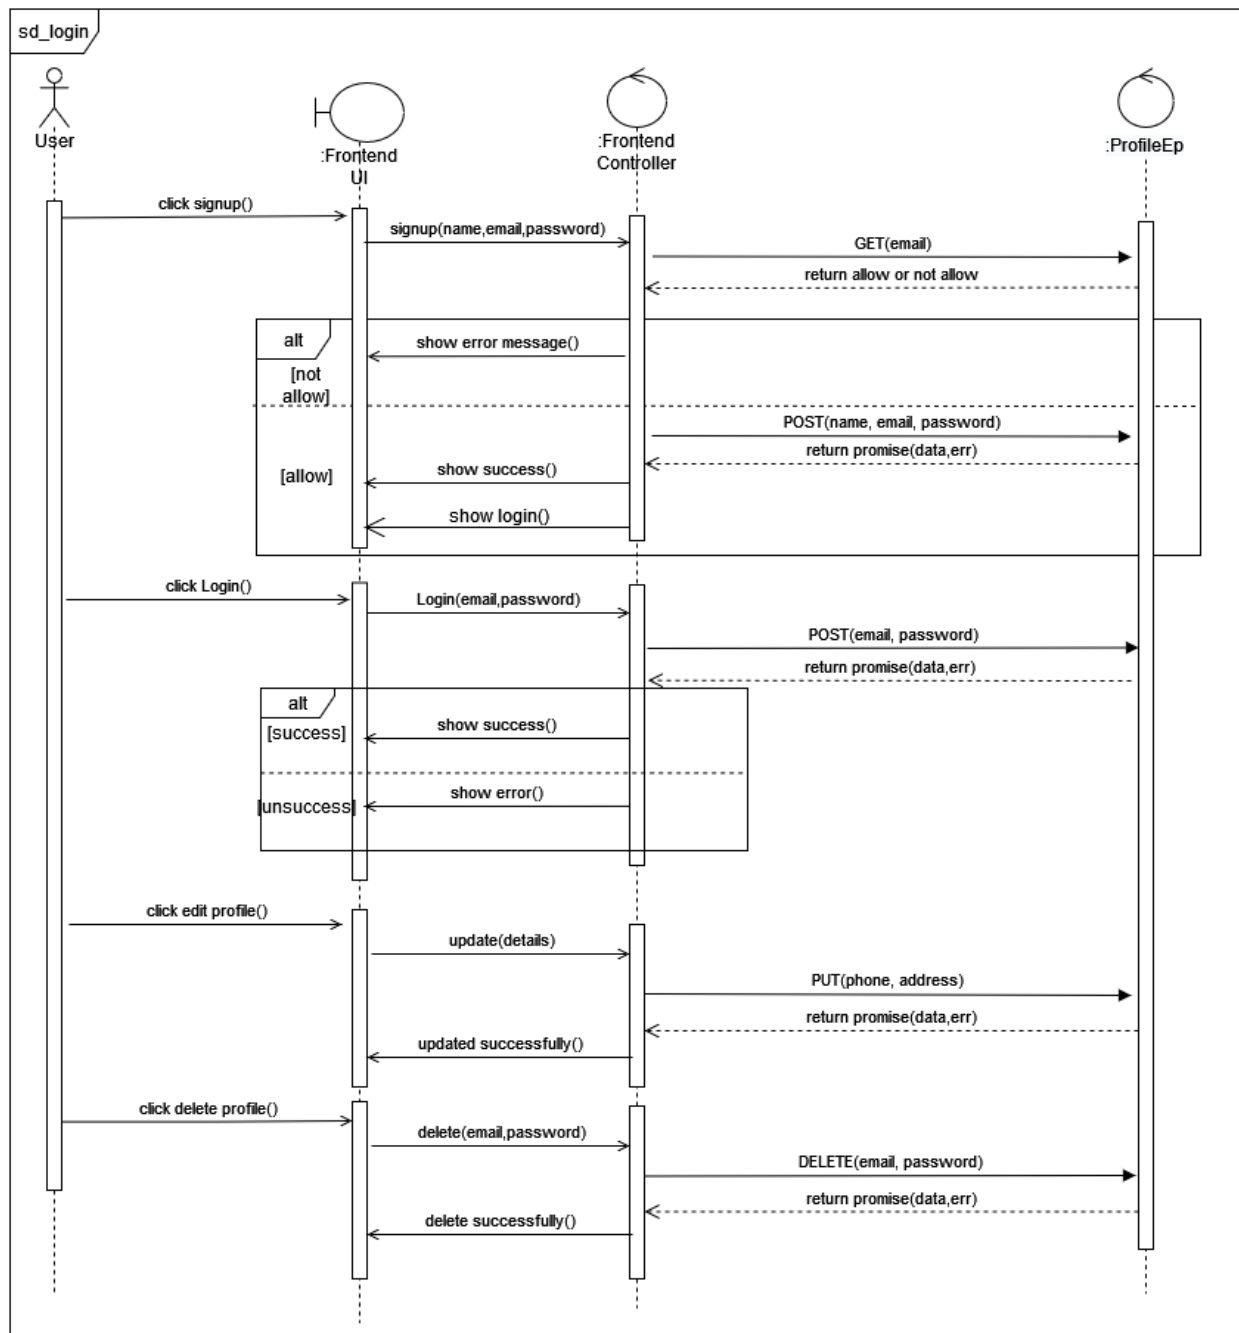 sd_login
User
:Frontend
UI
:Frontend
Controller
:ProfileEp
click signup()
signup(name,email,password)
GET(email)
return allow or not allow
alt
show error message()
[not
allow]
POST(name, email, password)
return promise(data,err)
[allow]
show success()
show login()
click Login()
Login(email,password)
POST(email, password)
return promise(data,err)
alt
[success]
show success()
[unsuccess]
show error()
click edit profile()
update(details)
PUT(phone, address)
return promise(data,err)
updated successfully()
click delete profile()
delete(email,password)
DELETE(email, password)
return promise(data,err)
delete successfully()